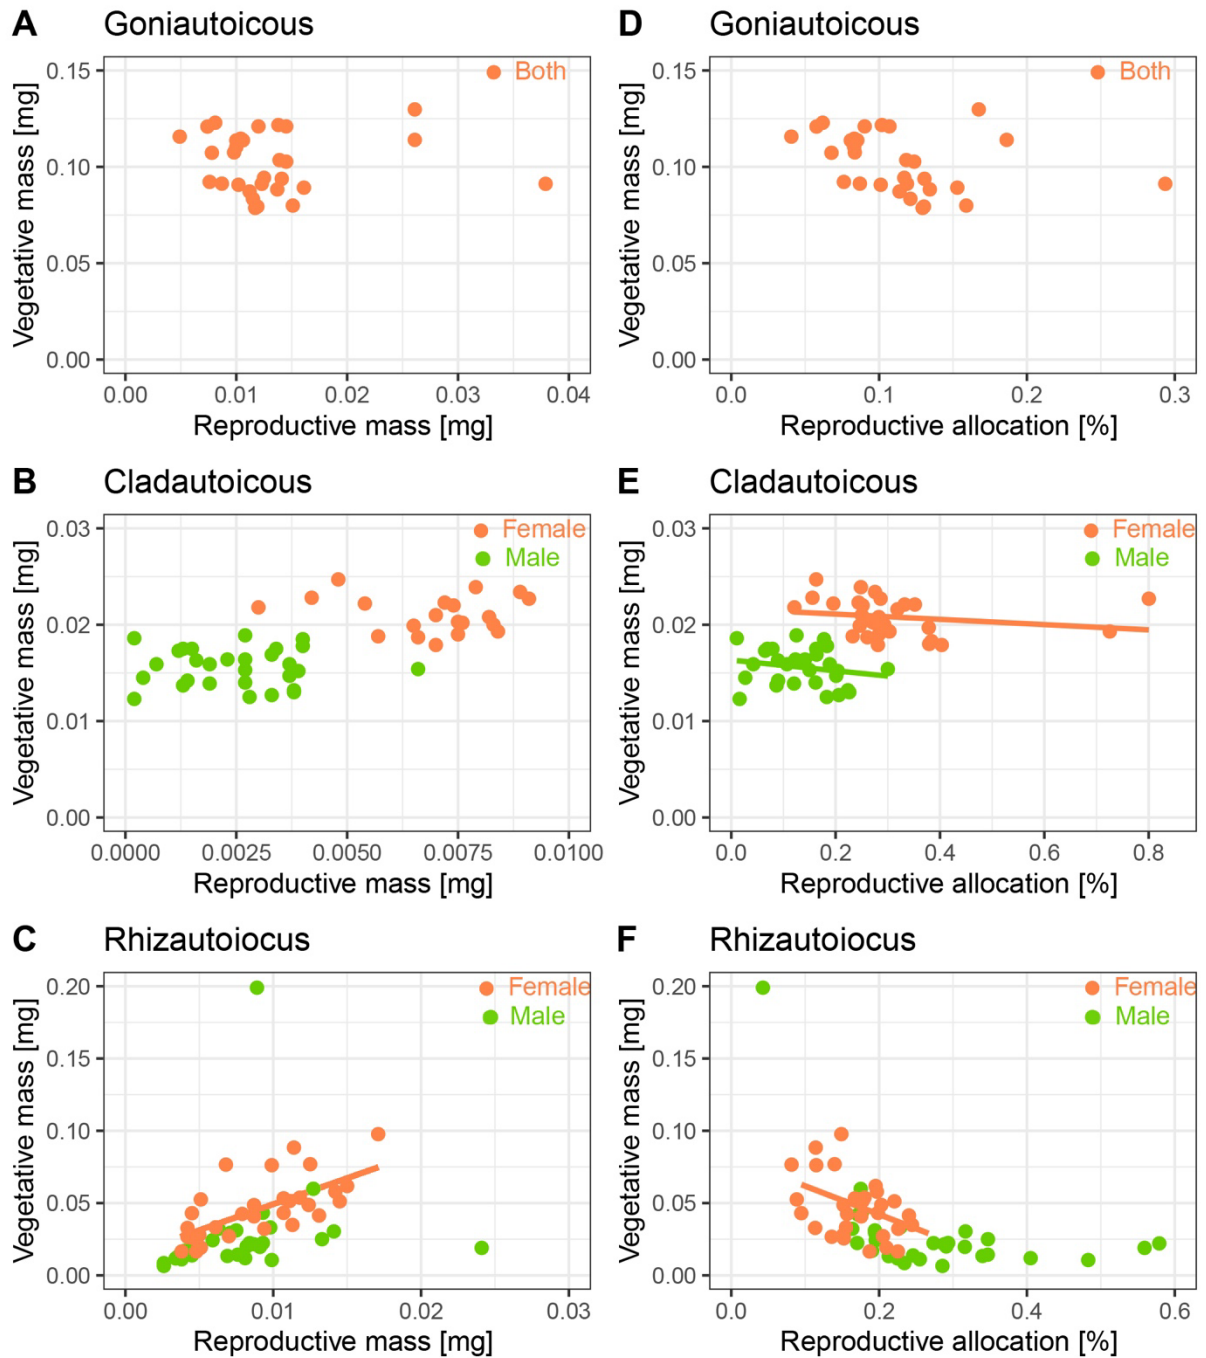 A Goniautoicous
Vegetative mass [mg]
0.15
0.10
0.05
0.00
Both
0.00 0.01 0.02 0.03 0.04
Reproductive mass [mg]
D Goniautoicous
Vegetative mass [mg]
0.15
0.10
0.05
0.00
Both
0.0 0.1 0.2 0.3
Reproductive allocation [%]
B Cladautoicous
Vegetative mass [mg]
0.03
0.02
0.01
0.00
Female
Male
0.0000 0.0025 0.0050 0.0075 0.0100
Reproductive mass [mg]
E Cladautoicous
Vegetative mass [mg]
0.03
0.02
0.01
0.00
Female
Male
0.0 0.2 0.4 0.6 0.8
Reproductive allocation [%]
C Rhizautoiocus
Vegetative mass [mg]
0.20
0.15
0.10
0.05
0.00
Female
Male
0.00 0.01 0.02 0.03
Reproductive mass [mg]
F Rhizautoiocus
Vegetative mass [mg]
0.20
0.15
0.10
0.05
0.00
Female
Male
0.0 0.2 0.4 0.6
Reproductive allocation [%]